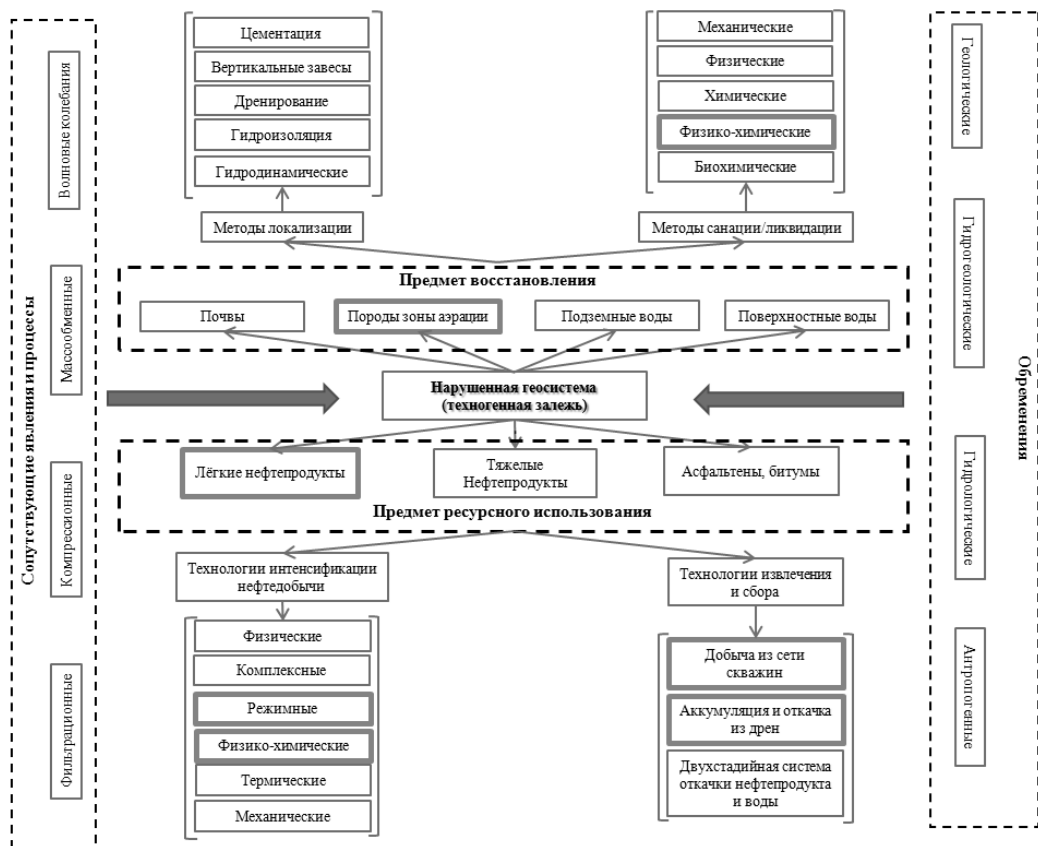 Сопутствующие явления и процессы
Волновые колебания
Массообменные
Компрессионные
Фильтрационные
Цементация
Вертикальные завесы
Дренирование
Гидроизоляция
Гидродинамические
Методы локализации
Механические
Физические
Химические
Физико-химические
Биохимические
Методы санации/ликвидации
Предмет восстановления
Почвы
Породы зоны аэрации
Подземные воды
Поверхностные воды
Нарушенная геосистема
(техногенная залежь)
Лёгкие нефтепродукты
Тяжелые
Нефтепродукты
Асфальтены, битумы
Предмет ресурсного использования
Технологии интенсификации
нефтедобычи
Физические
Комплексные
Режимные
Физико-химические
Термические
Механические
Технологии извлечения
и сбора
Добыча из сети
скважин
Аккумуляция и откачка
из дрен
Двухстадийная система
откачки нефтепродукта
и воды
Геологические
Гидрогеологические
Гидрологические
Антропогенные
Обременения